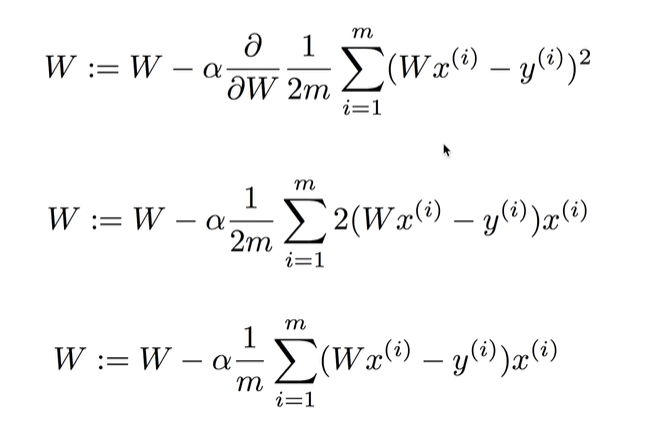 W := W − α ∂/∂W 1/2m ∑_{i=1}^{m} (Wx^{(i)} − y^{(i)})^2
W := W − α 1/2m ∑_{i=1}^{m} 2(Wx^{(i)} − y^{(i)})x^{(i)}
W := W − α 1/m ∑_{i=1}^{m} (Wx^{(i)} − y^{(i)})x^{(i)}